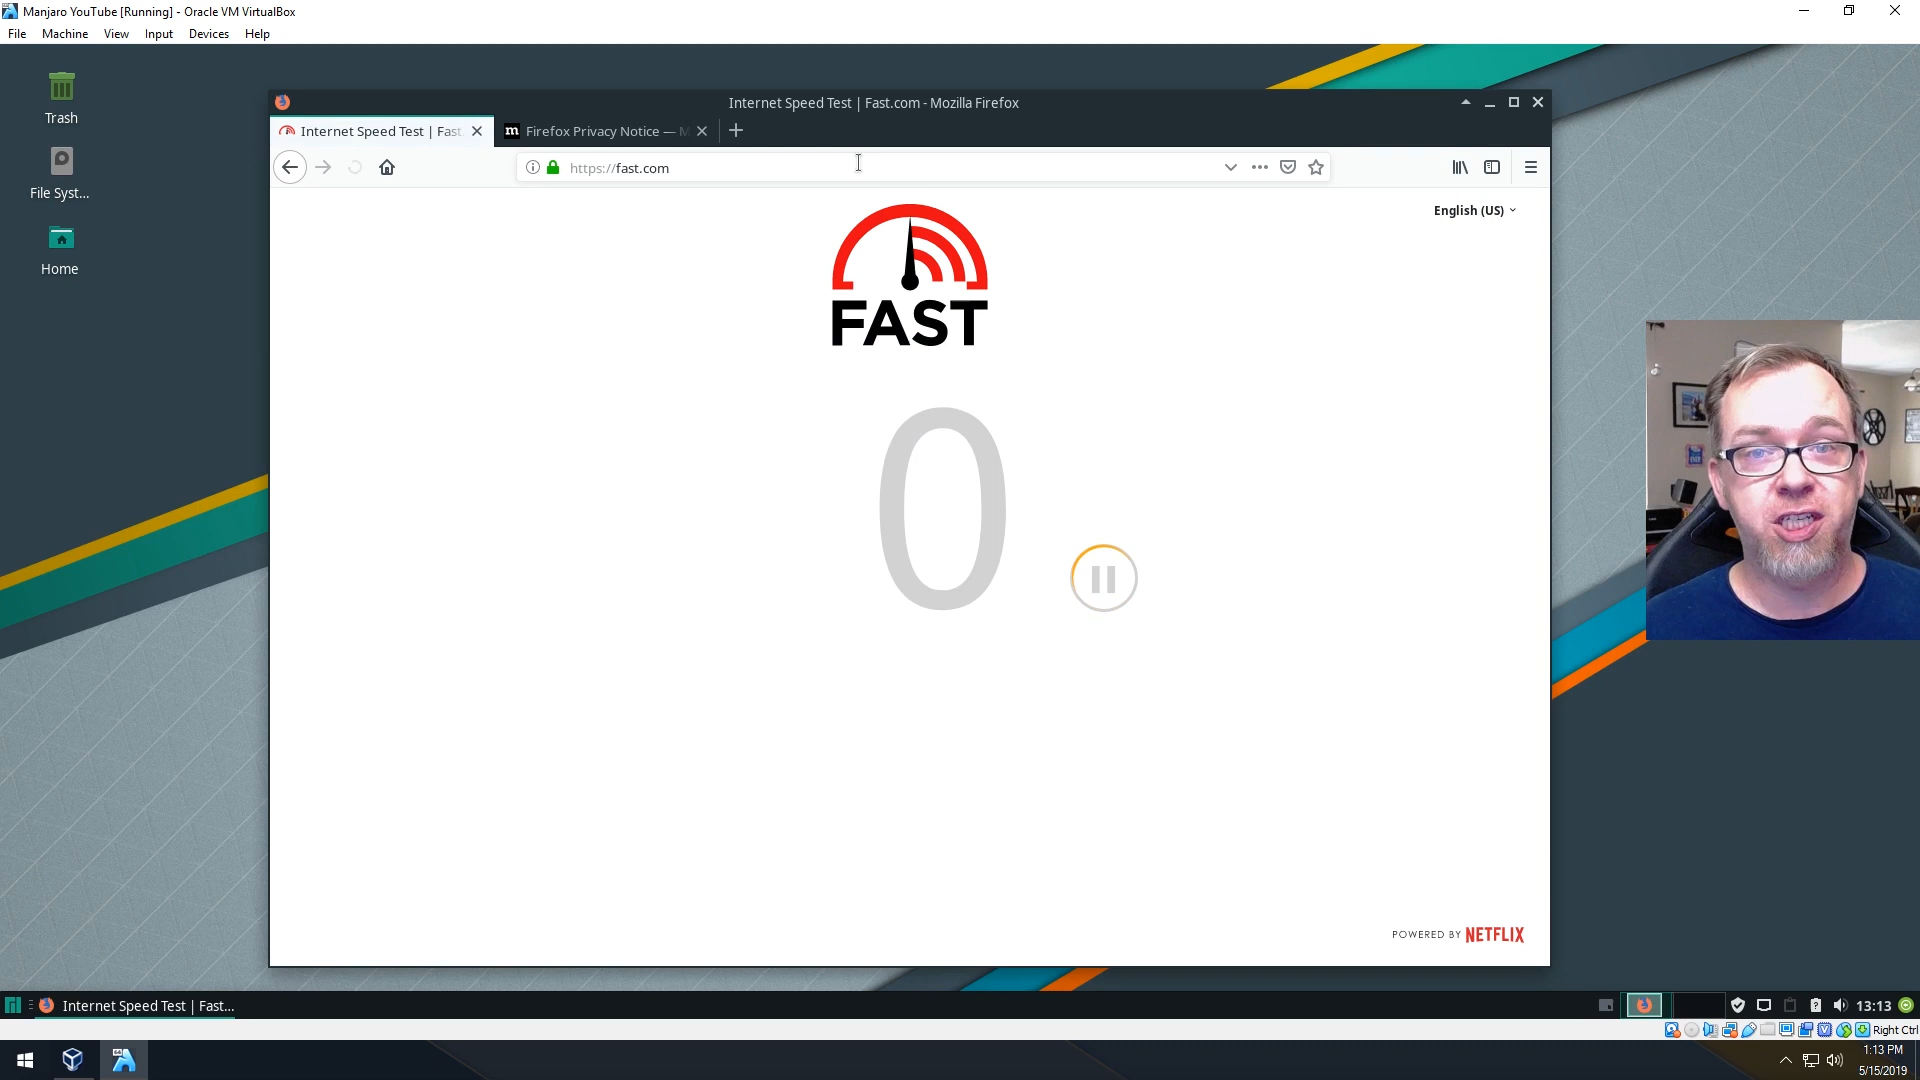 Manjaro YouTube [Running] - Oracle VM VirtualBox
File Machine View Input Devices Help
Trash
File Syst...
Home
Internet Speed Test | Fast.com - Mozilla Firefox
Internet Speed Test | Fast
m Firefox Privacy Notice — M
https://fast.com
English (US)
FAST
0
POWERED BY NETFLIX
Internet Speed Test | Fast...
13:13
Right Ctrl
1:13 PM
5/15/2019